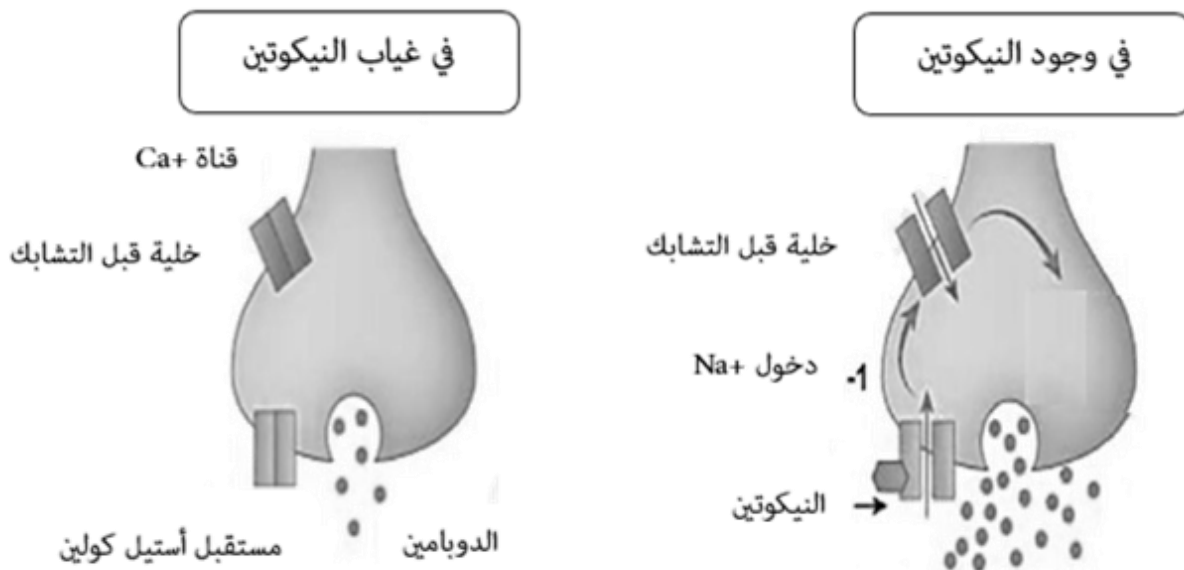 في وجود النيكوتين
خلية قبل التشابك
دخول Na+
-1
النيكوتين
في غياب النيكوتين
قناة Ca+
خلية قبل التشابك
الدوبامين
مستقبل أستيل كولين